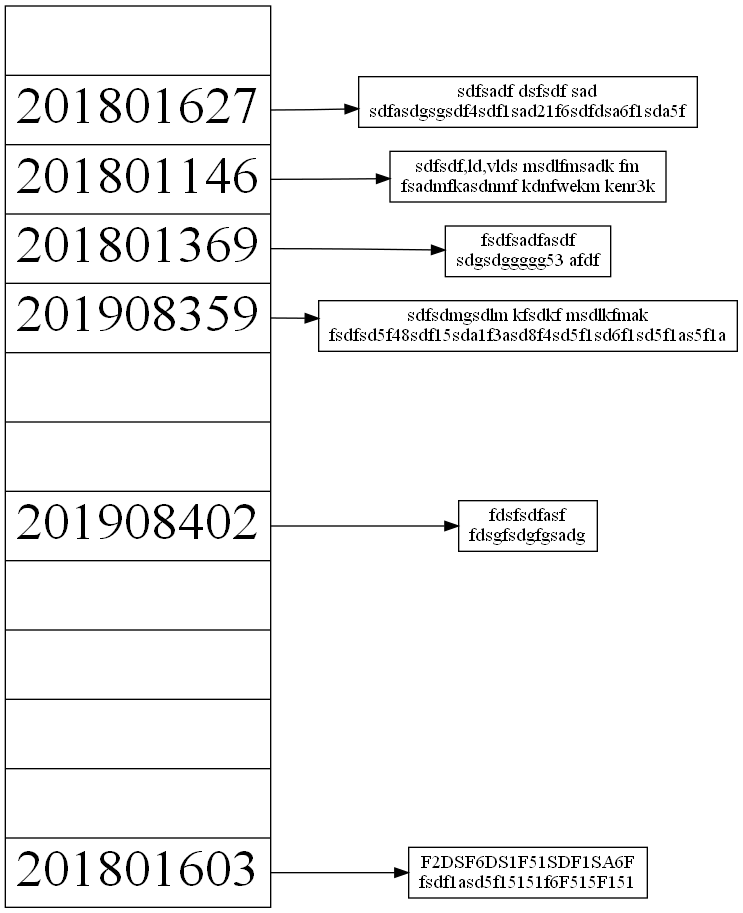 201801627
sdfsadf dsfsdf sad
sdfasdgsgsdf4sdf1sad21f6sdfdsa6f1sda5f
201801146
sdfsdf,ld,vlds msdlfmsadk fm
fsadmfkasdnmf kdnfwekm kenr3k
201801369
fsdfsadfasdf
sdgsdggggg53 afdf
201908359
sdfsdmgsdlm kfsdkf msdlkfmak
fsdfsd5f48sdf15sda1f3asd8f4sd5f1sd6f1sd5f1as5f1a
201908402
fdsfsdfasf
fdsgfsdgfgsadg
201801603
F2DSF6DS1F51SDF1SA6F
fsdf1asd5f15151f6F515F151